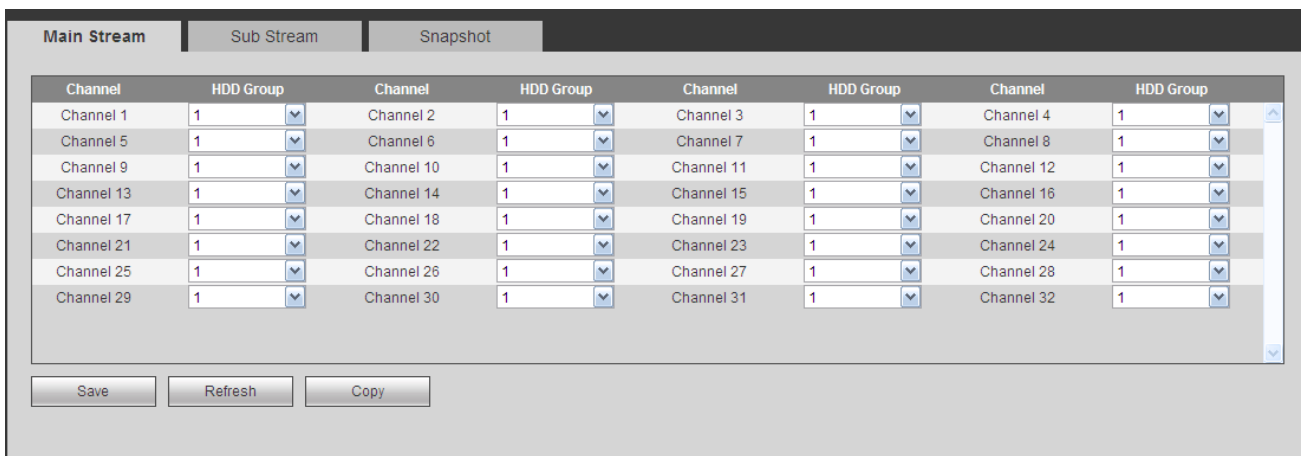 Main Stream Sub Stream Snapshot
Channel HDD Group Channel HDD Group Channel HDD Group Channel HDD Group
Channel 1 1 Channel 2 1 Channel 3 1 Channel 4 1
Channel 5 1 Channel 6 1 Channel 7 1 Channel 8 1
Channel 9 1 Channel 10 1 Channel 11 1 Channel 12 1
Channel 13 1 Channel 14 1 Channel 15 1 Channel 16 1
Channel 17 1 Channel 18 1 Channel 19 1 Channel 20 1
Channel 21 1 Channel 22 1 Channel 23 1 Channel 24 1
Channel 25 1 Channel 26 1 Channel 27 1 Channel 28 1
Channel 29 1 Channel 30 1 Channel 31 1 Channel 32 1
Save Refresh Copy